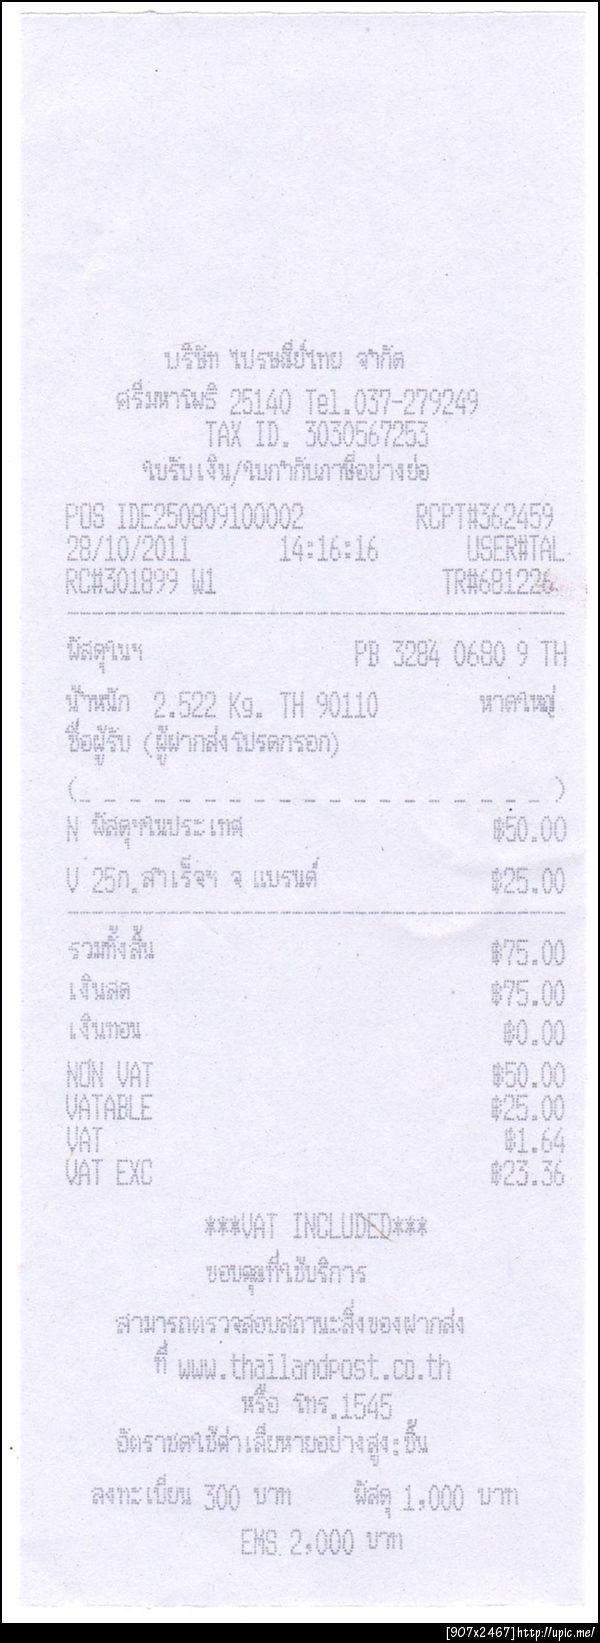 บริษัท ไปรษณีย์ไทย จำกัด
ศรีมหาโพธิ 25140 Tel.037-279249
TAX ID. 3030567253
ใบรับเงิน/ใบกำกับภาษีอย่างย่อ
POS IDE250809100002 RCPT#362459
28/10/2011 14:16:16 USER#TAL
RC#301899 W1 TR#681226
พัสดุในฯ PB 3284 0680 9 TH
น้ำหนัก 2.522 Kg. TH 90110 หาดใหญ่
ชื่อผู้รับ (ผู้ฝากส่งโปรดกรอก)
(_ _ _ _ _ _ _ _ _ _ _ _ _ _ _ _ _ _ _ _)
N พัสดุฯในประเทศ ฿50.00
V 25ก.สำเร็จฯ จ แบรนด์ ฿25.00
รวมทั้งสิ้น ฿75.00
เงินสด ฿75.00
เงินทอน ฿0.00
NON VAT ฿50.00
VATABLE ฿25.00
VAT ฿1.64
VAT EXC ฿23.36
***VAT INCLUDED***
ขอบคุณที่ใช้บริการ
สามารถตรวจสอบสถานะสิ่งของฝากส่ง
ที่ www.thailandpost.co.th
หรือ โทร.1545
อัตราชดใช้ค่าเสียหายอย่างสูง:ชิ้น
ลงทะเบียน 300 บาท พัสดุ 1,000 บาท
EMS 2,000 บาท
[907x2467]http://upic.me/